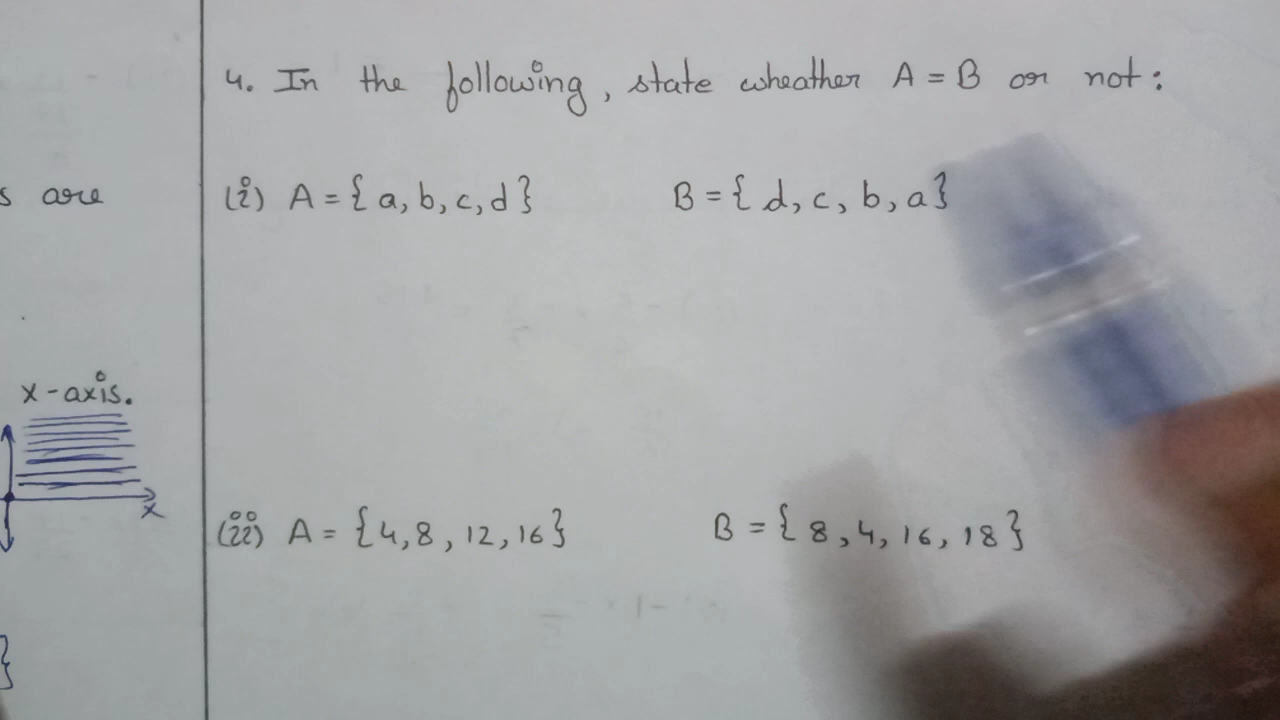 4. In the following, state wheather A = B or not:
s are
(i) A = { a, b, c, d }
B = { d, c, b, a }
x-axis.
x
(ii) A = { 4, 8, 12, 16 }
B = { 8, 4, 16, 18 }
}